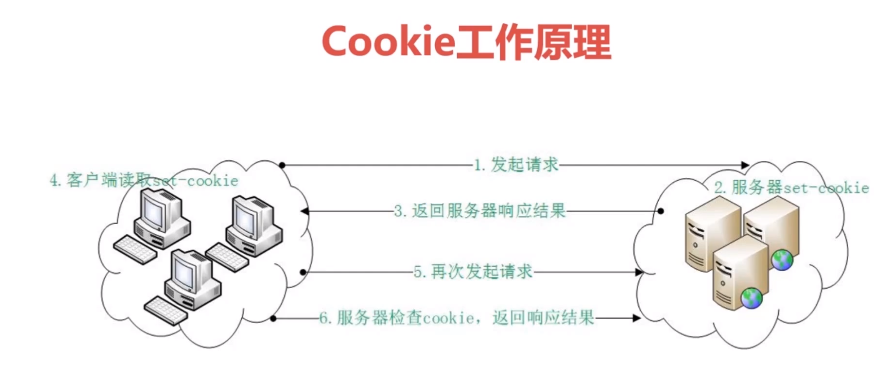 Cookie工作原理
1.发起请求
4.客户端读取set-cookie
2.服务器set-cookie
3.返回服务器响应结果
5.再次发起请求
6.服务器检查cookie，返回响应结果